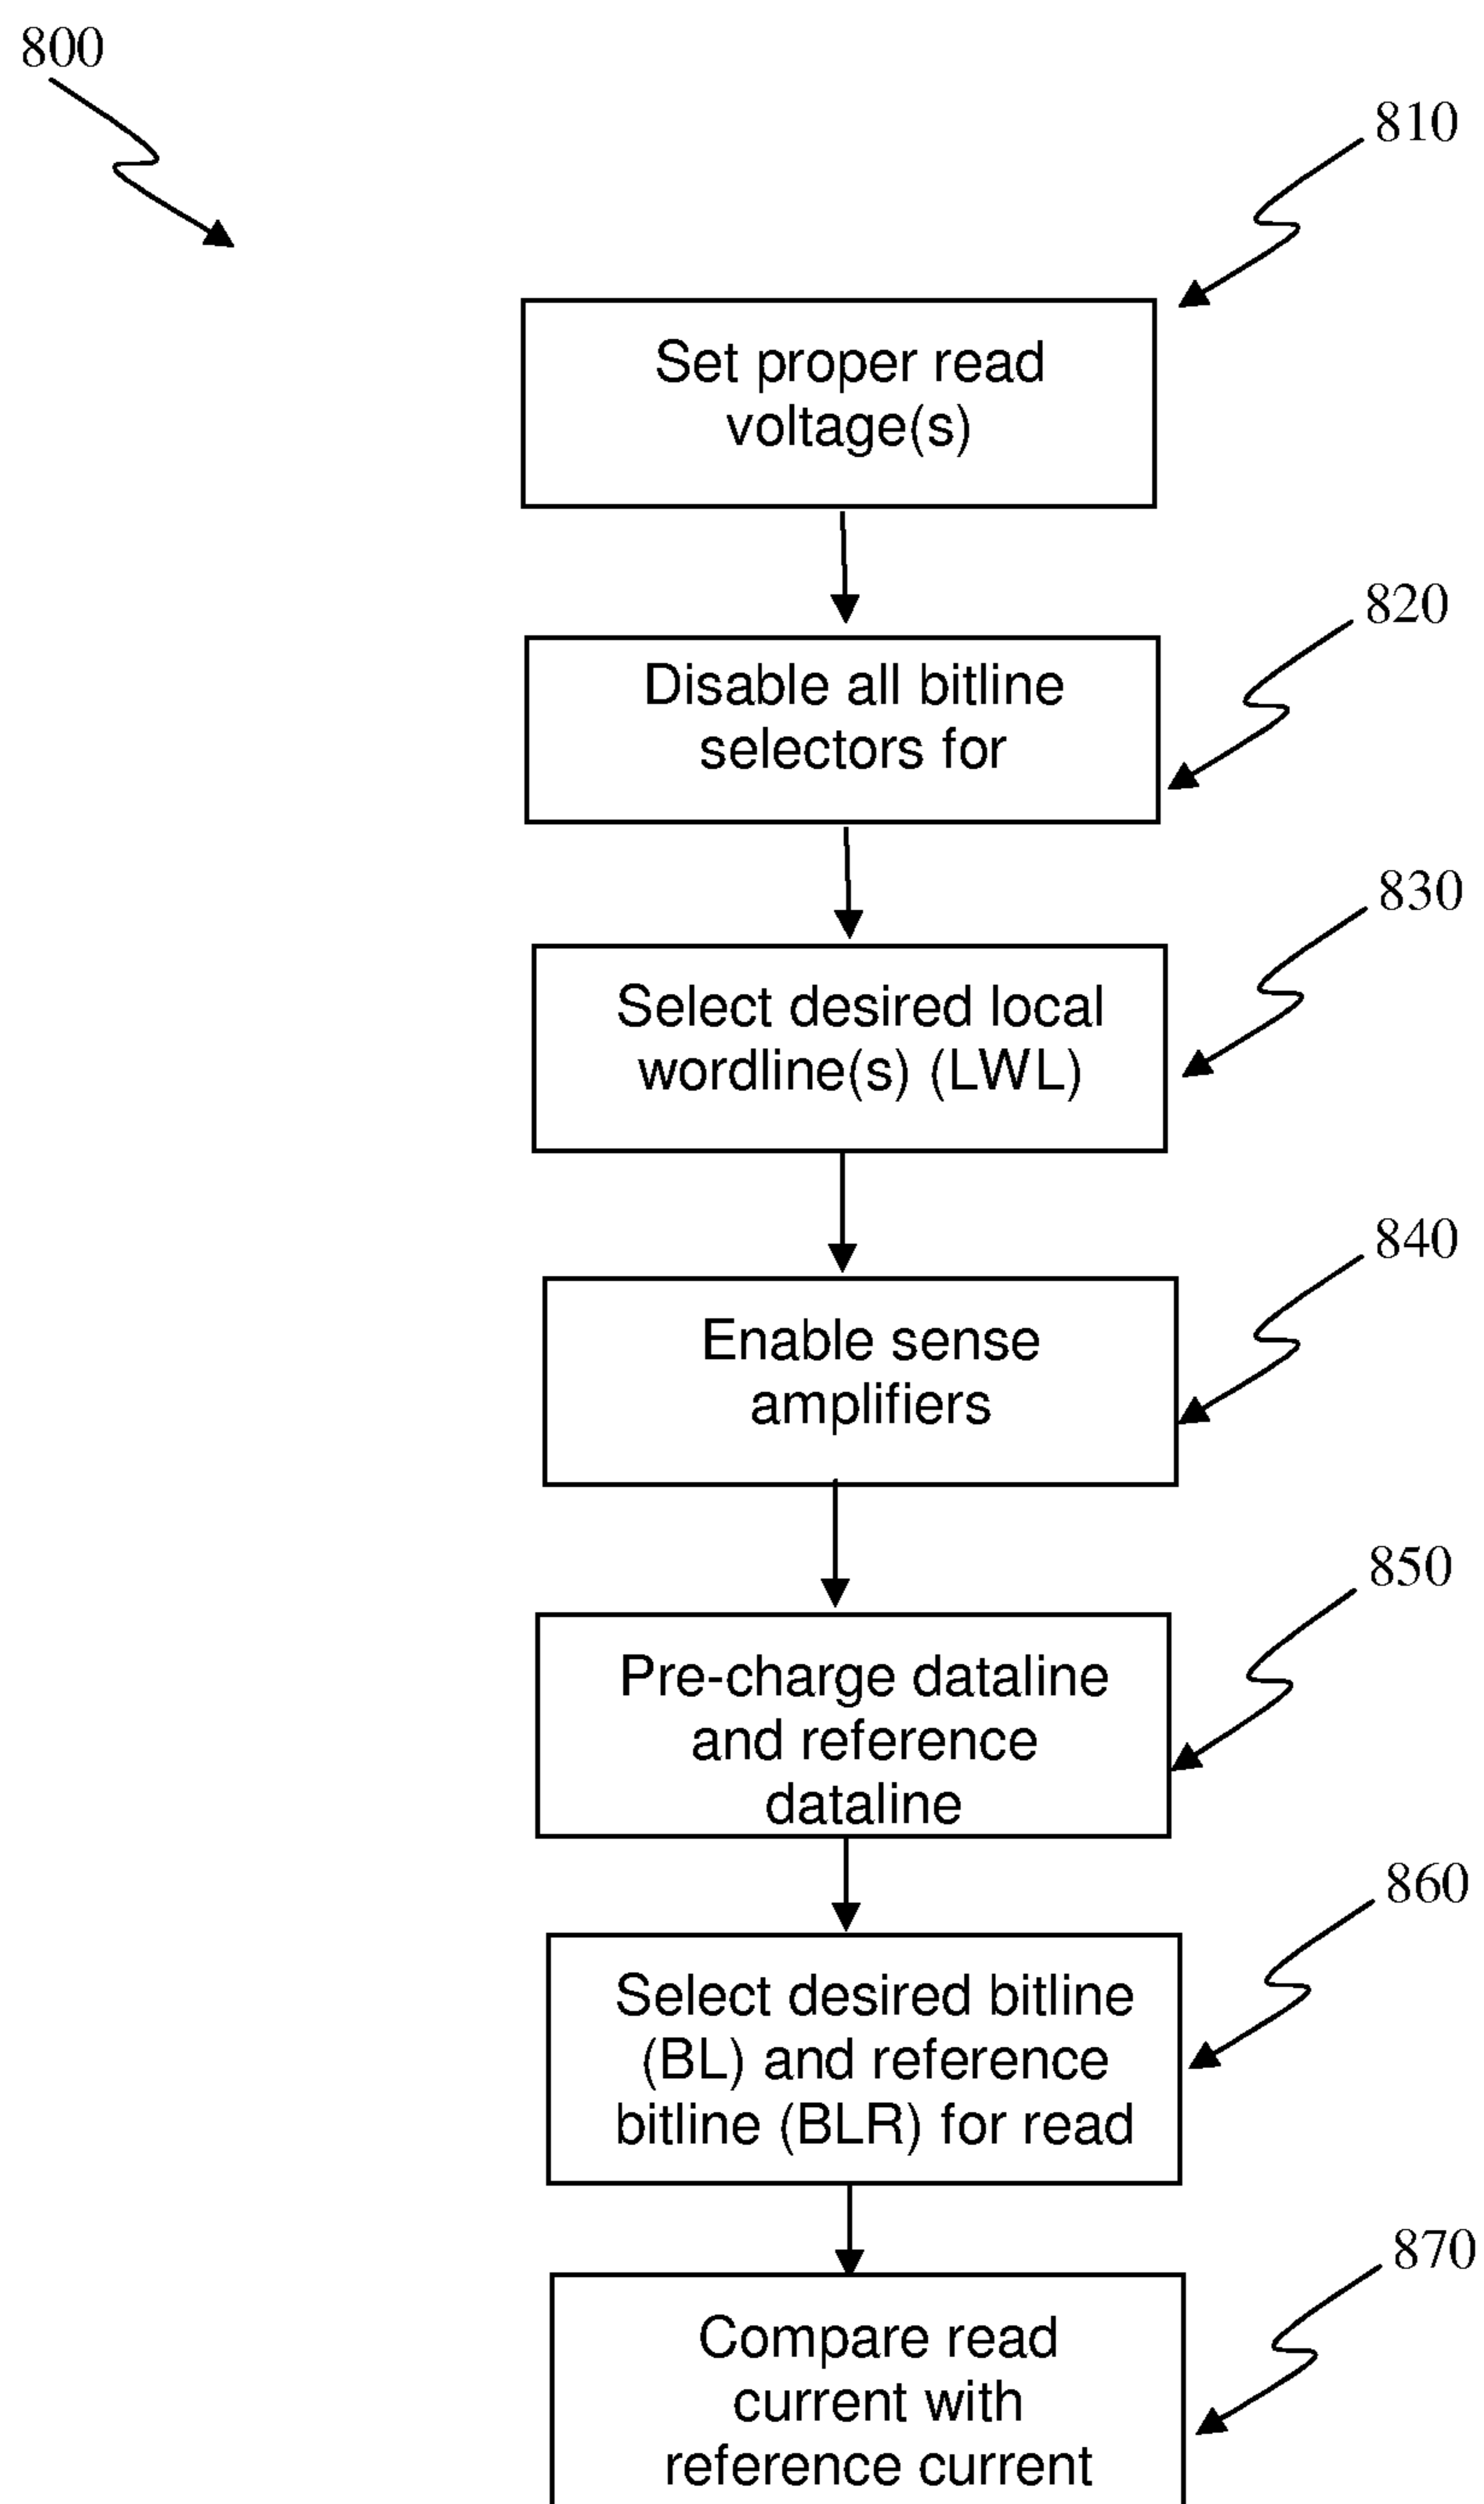 800
810
Set proper read
voltage(s)
820
Disable all bitline
selectors for
830
Select desired local
wordline(s) (LWL)
840
Enable sense
amplifiers
850
Pre-charge dataline
and reference
dataline
860
Select desired bitline
(BL) and reference
bitline (BLR) for read
870
Compare read
current with
reference current